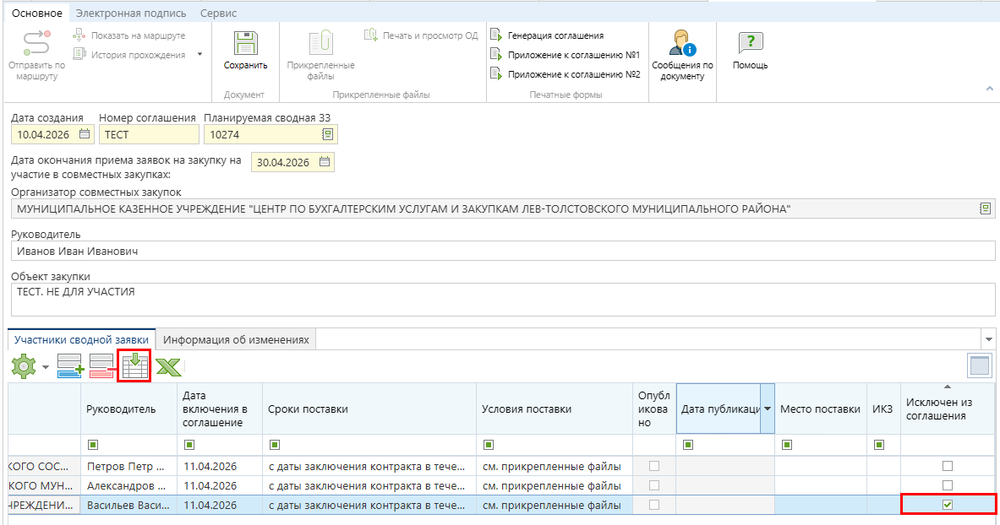 Основное Электронная подпись Сервис
Отправить по маршруту
Показать на маршруте
История прохождения
Сохранить
Документ
Прикрепленные файлы
Печать и просмотр ОД
Прикрепленные файлы
Генерация соглашения
Приложение к соглашению №1
Приложение к соглашению №2
Печатные формы
Сообщения по документу
Помощь
Дата создания Номер соглашения Планируемая сводная ЗЗ
10.04.2026 ТЕСТ 10274
Дата окончания приема заявок на закупку на
участие в совместных закупках:
30.04.2026
Организатор совместных закупок
МУНИЦИПАЛЬНОЕ КАЗЕННОЕ УЧРЕЖДЕНИЕ "ЦЕНТР ПО БУХГАЛТЕРСКИМ УСЛУГАМ И ЗАКУПКАМ ЛЕВ-ТОЛСТОВСКОГО МУНИЦИПАЛЬНОГО РАЙОНА"
Руководитель
Иванов Иван Иванович
Объект закупки
ТЕСТ. НЕ ДЛЯ УЧАСТИЯ
Участники сводной заявки Информация об изменениях
Руководитель Дата включения в соглашение Сроки поставки Условия поставки Опубликовано Дата публикаци Место поставки ИКЗ Исключен из соглашения
КОГО СОС... Петров Петр ... 11.04.2026 с даты заключения контракта в тече... см. прикрепленные файлы
КОГО МУН... Александров ... 11.04.2026 с даты заключения контракта в тече... см. прикрепленные файлы
ЧРЕЖДЕНИ... Васильев Васи... 11.04.2026 с даты заключения контракта в тече... см. прикрепленные файлы